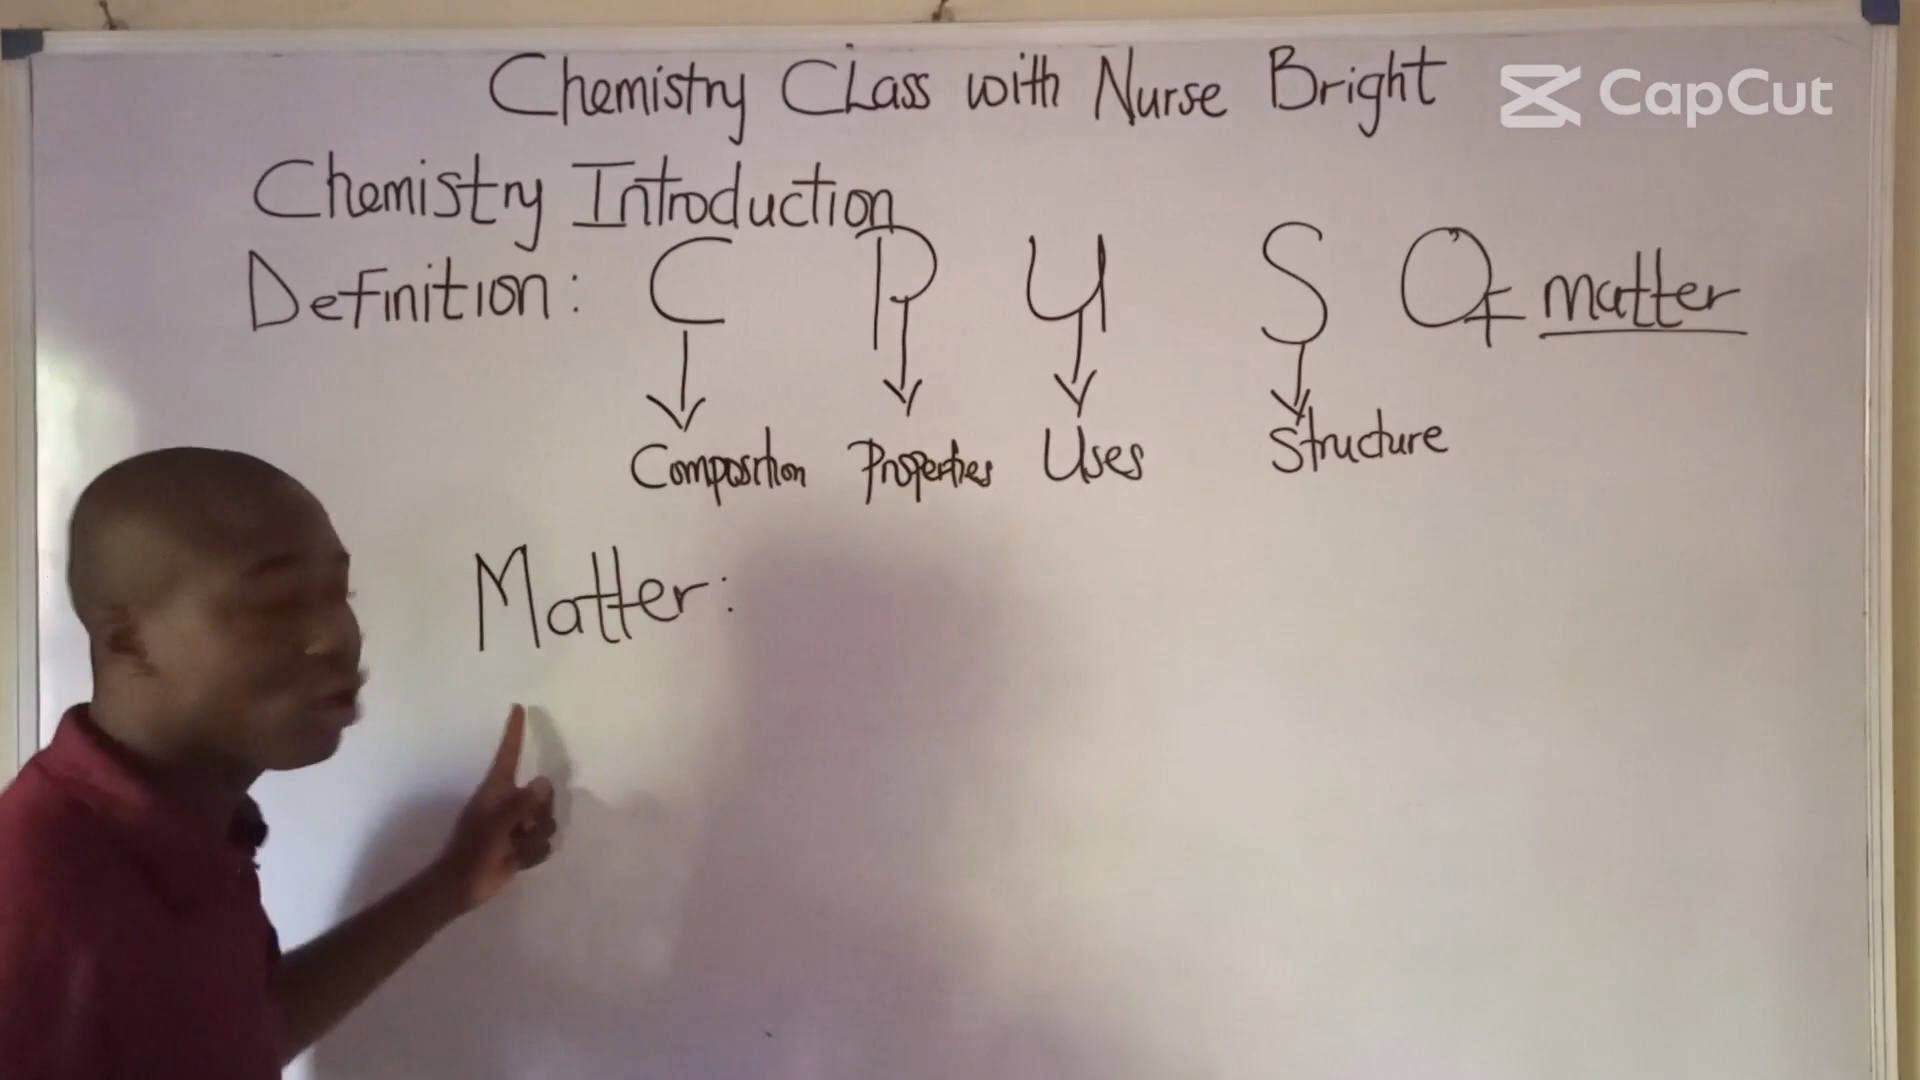 Chemistry Class with Nurse Bright
CapCut
Chemistry Introduction
Definition: C P U S Of matter
Composition Properties Uses Structure
Matter: